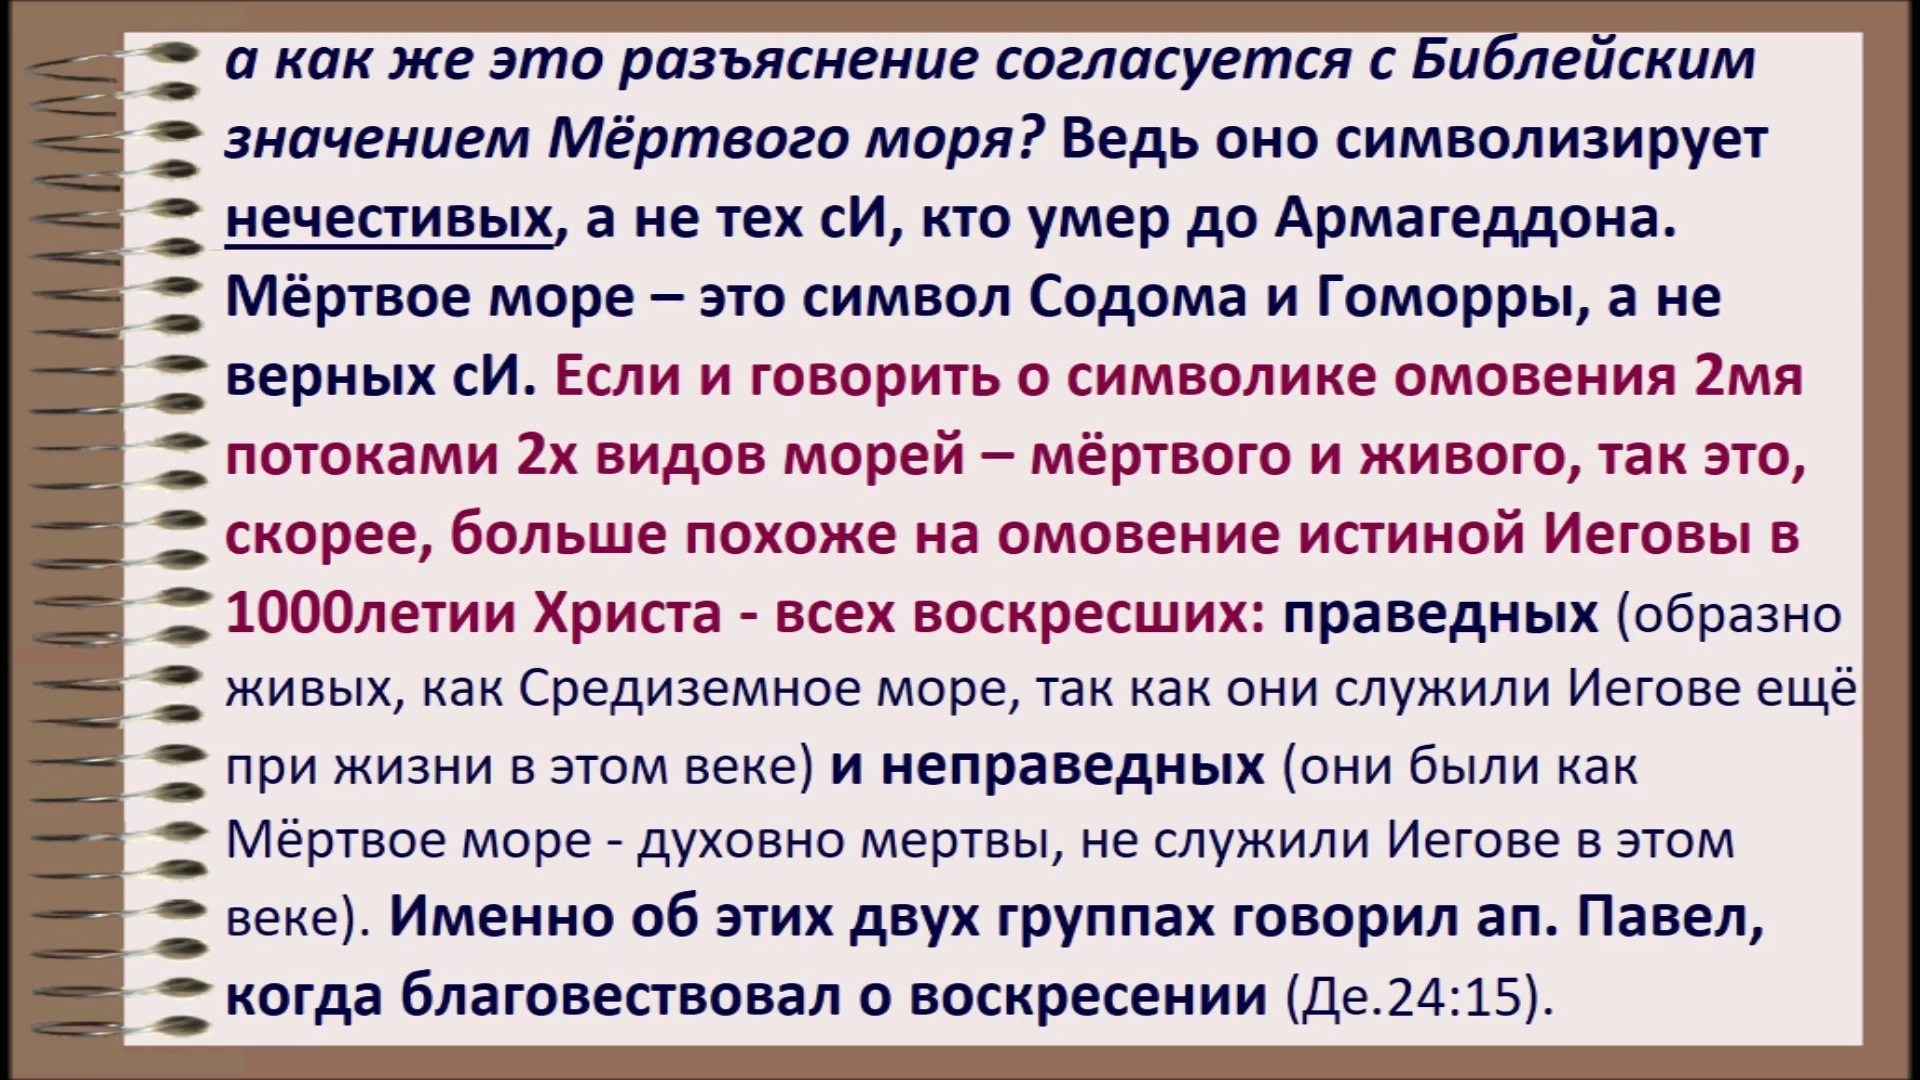 а как же это разъяснение согласуется с Библейским
значением Мёртвого моря? Ведь оно символизирует
нечестивых, а не тех сИ, кто умер до Армагеддона.
Мёртвое море – это символ Содома и Гоморры, а не
верных сИ. Если и говорить о символике омовения 2мя
потоками 2х видов морей – мёртвого и живого, так это,
скорее, больше похоже на омовение истиной Иеговы в
1000летии Христа - всех воскресших: праведных (образно
живых, как Средиземное море, так как они служили Иегове ещё
при жизни в этом веке) и неправедных (они были как
Мёртвое море - духовно мертвы, не служили Иегове в этом
веке). Именно об этих двух группах говорил ап. Павел,
когда благовествовал о воскресении (Де.24:15).